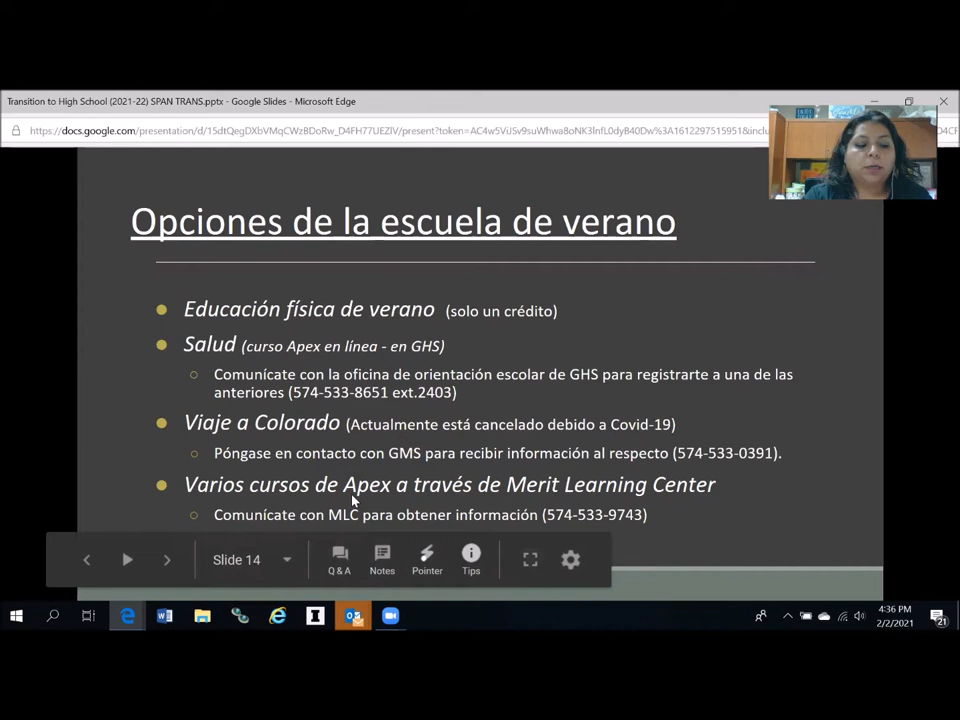 Transition to High School (2021-22) SPAN TRANS.pptx - Google Slides - Microsoft Edge
Opciones de la escuela de verano
Educación física de verano (solo un crédito)
Salud (curso Apex en línea - en GHS)
Comunícate con la oficina de orientación escolar de GHS para registrarte a una de las
anteriores (574-533-8651 ext.2403)
Viaje a Colorado (Actualmente está cancelado debido a Covid-19)
Póngase en contacto con GMS para recibir información al respecto (574-533-0391).
Varios cursos de Apex a través de Merit Learning Center
Comunícate con MLC para obtener información (574-533-9743)
Slide 14
Q & A Notes Pointer Tips
4:36 PM
2/2/2021
21